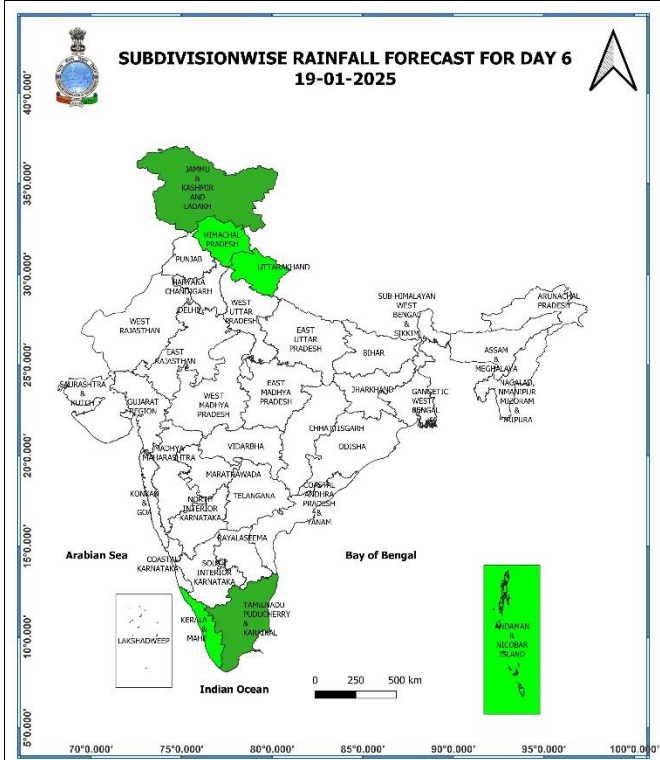 SUBDIVISIONWISE RAINFALL FORECAST FOR DAY 6
19-01-2025
40°0.000'
35°0.000'
30°0.000'
25°0.000'
20°0.000'
15°0.000'
10°0.000'
5°0.000'
JAMMU
&
KASHMIR
AND
LADAKH
HIMACHAL
PRADESH
PUNJAB
UTTARAKHAND
HARYANA
CHANDIGARH
&
DELHI
WEST
UTTAR
PRADESH
SUB HIMALAYAN
WEST
BENGAL
&
SIKKIM
ARUNACHAL
PRADESH
WEST
RAJASTHAN
EAST
RAJASTHAN
EAST
UTTAR
PRADESH
BIHAR
ASSAM
&
MEGHALAYA
SAURASHTRA
&
KUTCH
GUJARAT
REGION
WEST
MADHYA
PRADESH
EAST
MADHYA
PRADESH
JHARKHAND
GANGETIC
WEST
BENGAL
NAGALAD,
NMANIPUR
MIZORAM
&
TRIPURA
CHHATTISGARH
ODISHA
MADHYA
MAHARASHTRA
VIDARBHA
MARATHWADA
KONKAN
&
GOA
NORTH
INTERIOR
KARNATAKA
TELANGANA
COASTAL
ANDHRA
PRADESH
&
YANAM
RAYALASEEMA
Arabian Sea
Bay of Bengal
COASTAL
KARNATAKA
SOUTH
INTERIOR
KARNATAKA
LAKSHADWEEP
KERALA
&
MAHE
TAMILNADU
PUDUCHERRY
&
KARAIKAL
ANDAMAN
&
NICOBAR
ISLAND
Indian Ocean
0 250 500 km
70°0.000' 75°0.000' 80°0.000' 85°0.000' 90°0.000' 95°0.000' 100°0.000'